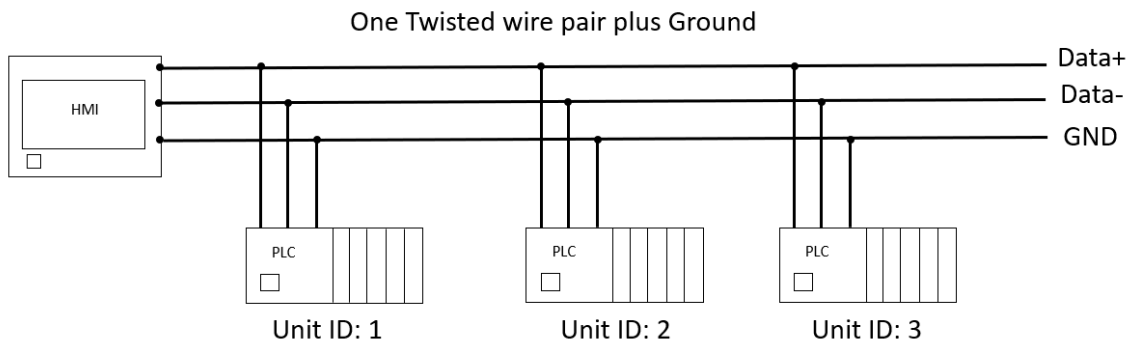 One Twisted wire pair plus Ground
Data+
HMI
Data-
GND
PLC
PLC
PLC
Unit ID: 1
Unit ID: 2
Unit ID: 3